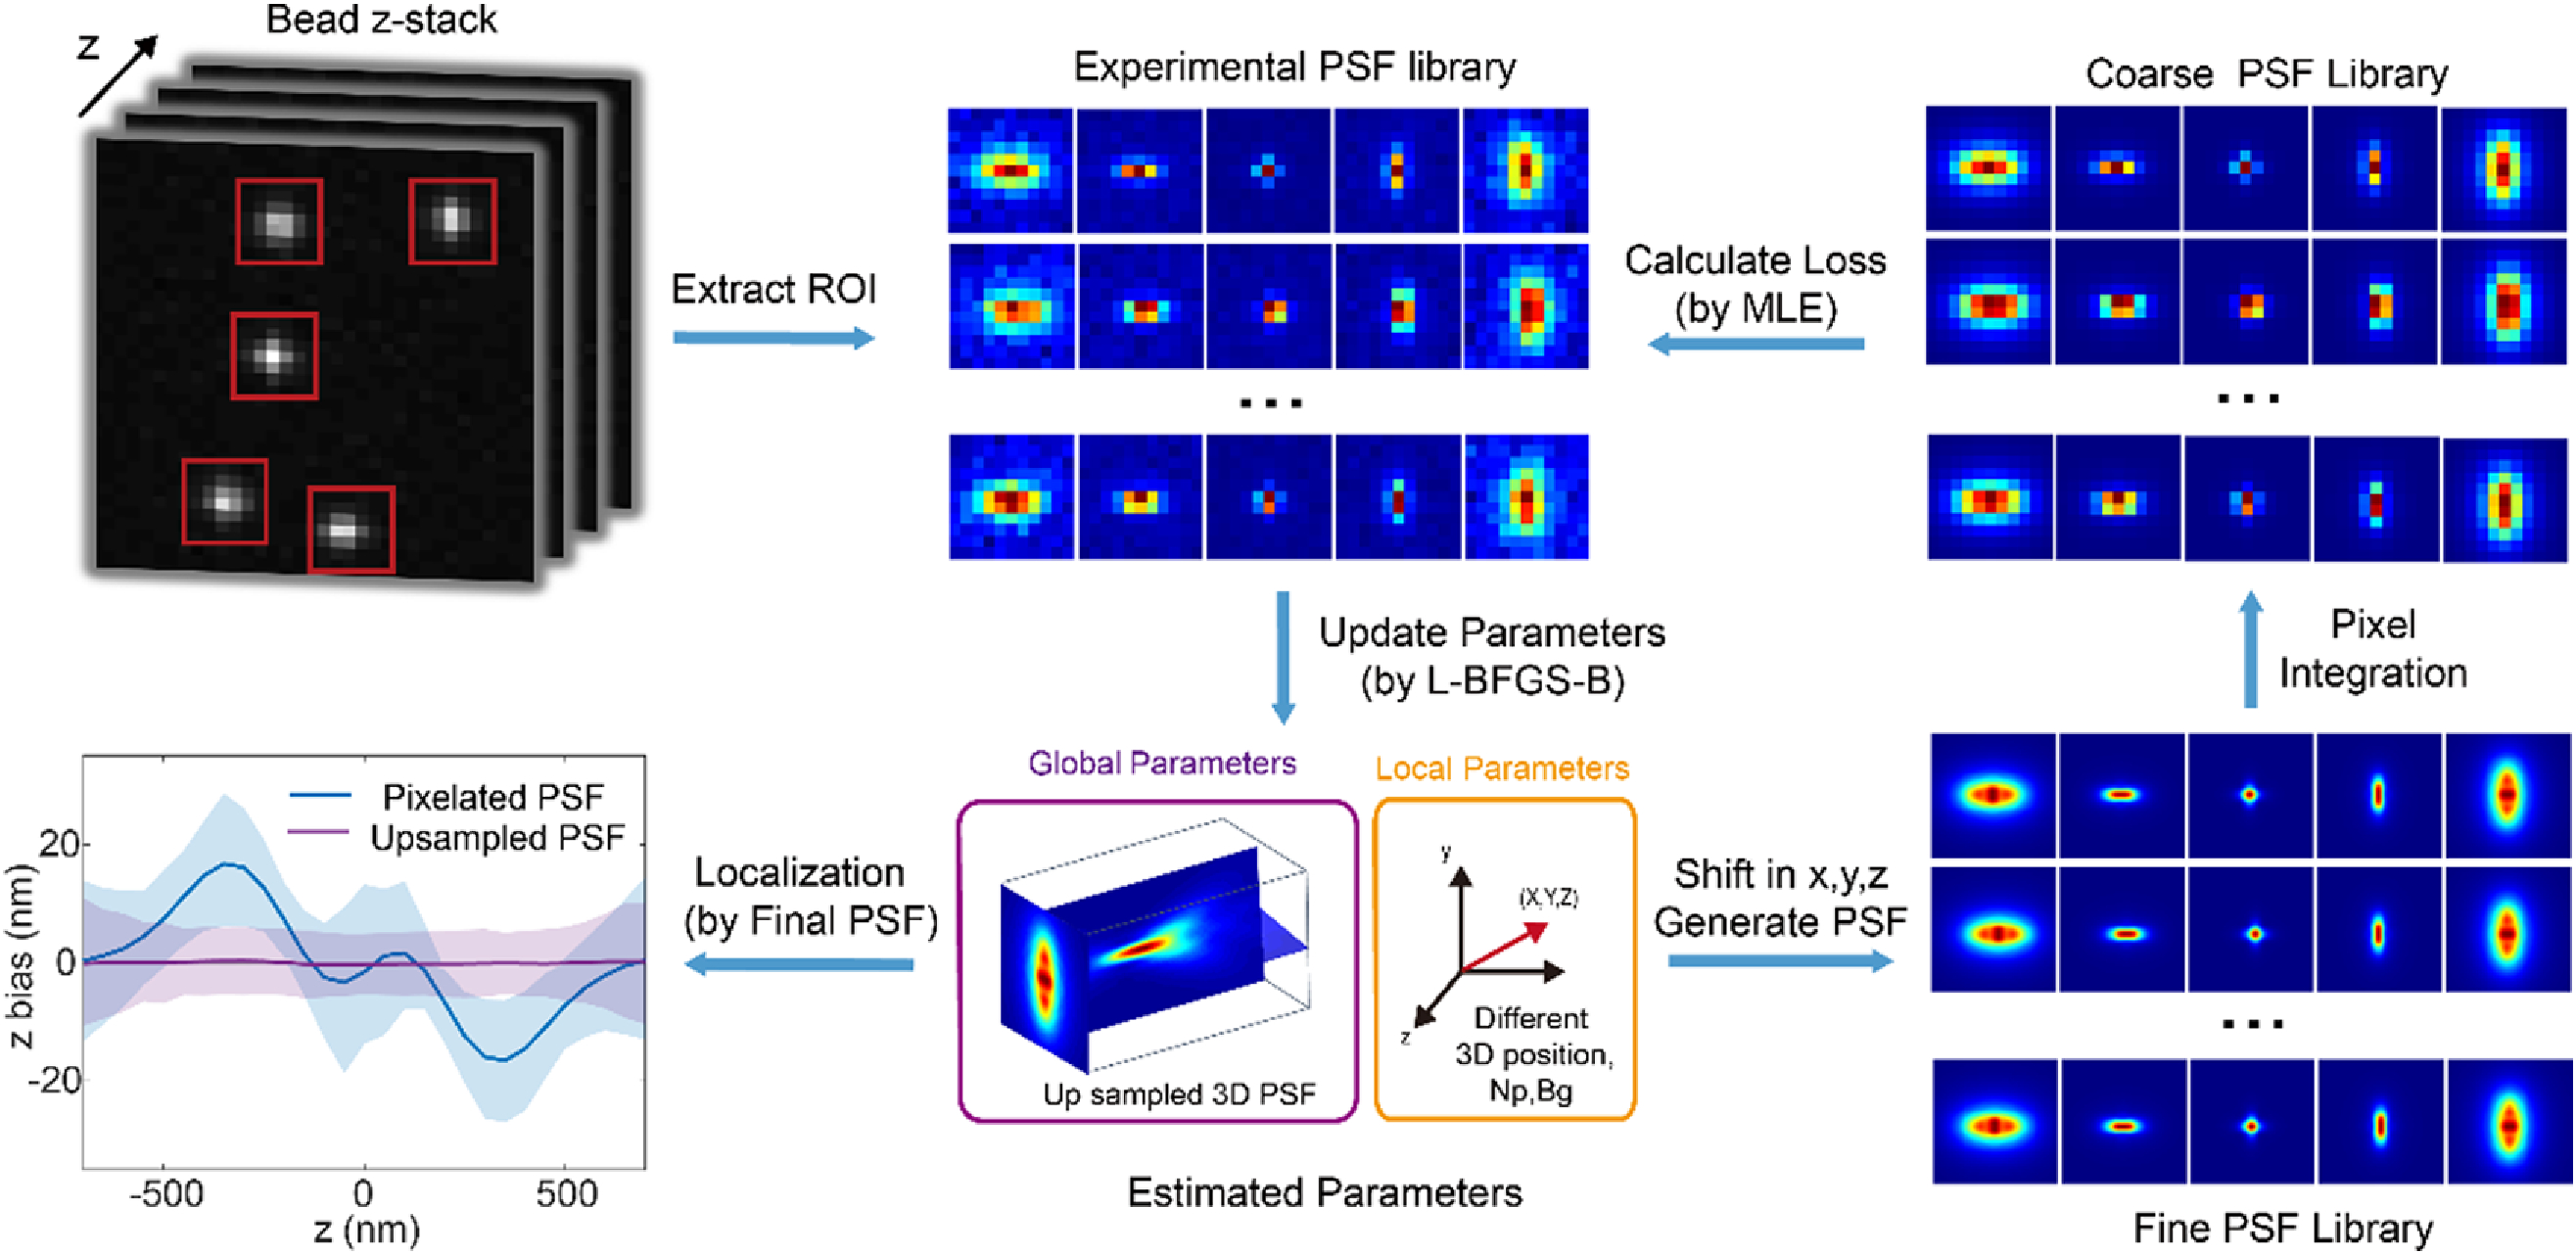 Bead z-stack
z
Extract ROI
Experimental PSF library
...
Calculate Loss
(by MLE)
Coarse PSF Library
...
Update Parameters
(by L-BFGS-B)
Pixel
Integration
Global Parameters
Up sampled 3D PSF
Local Parameters
y
(X,Y,Z)
z
Different
3D position,
Np,Bg
Estimated Parameters
Shift in x,y,z
Generate PSF
...
Fine PSF Library
Localization
(by Final PSF)
Pixelated PSF
Upsampled PSF
20
0
-20
z bias (nm)
-500 0 500
z (nm)